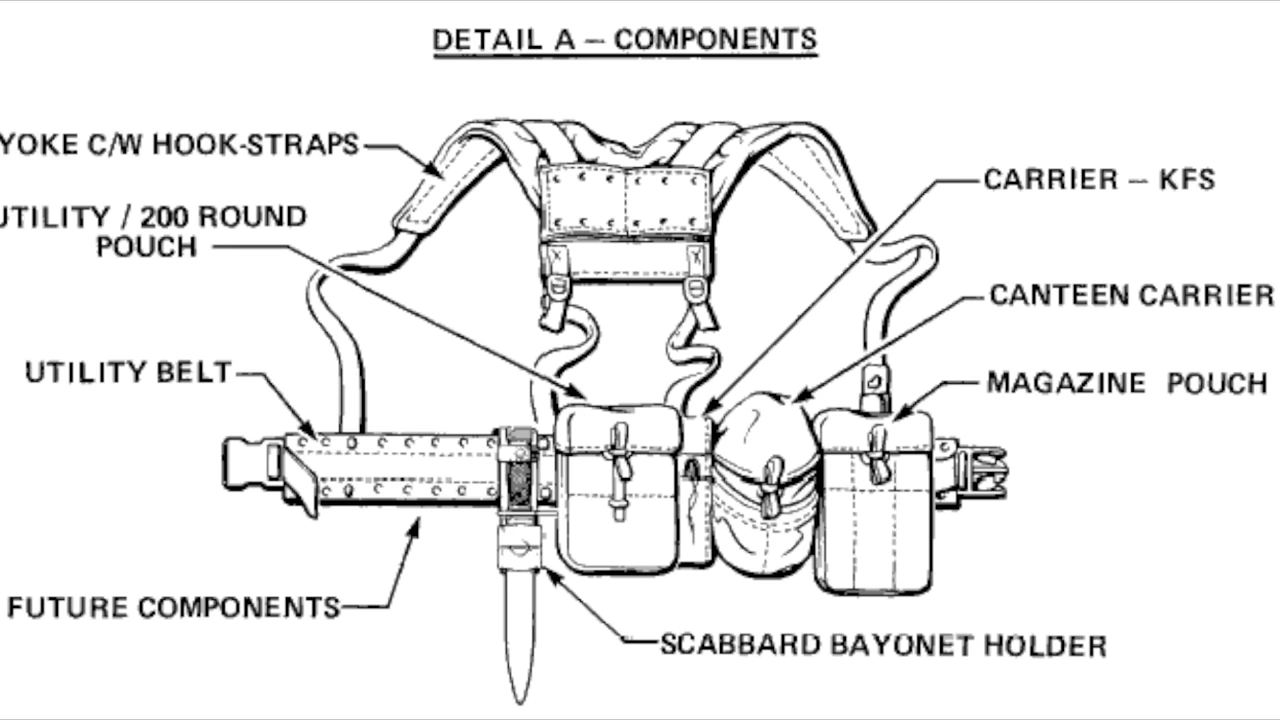 DETAIL A – COMPONENTS
YOKE C/W HOOK-STRAPS
CARRIER – KFS
UTILITY / 200 ROUND
POUCH
CANTEEN CARRIER
UTILITY BELT
MAGAZINE POUCH
FUTURE COMPONENTS
SCABBARD BAYONET HOLDER